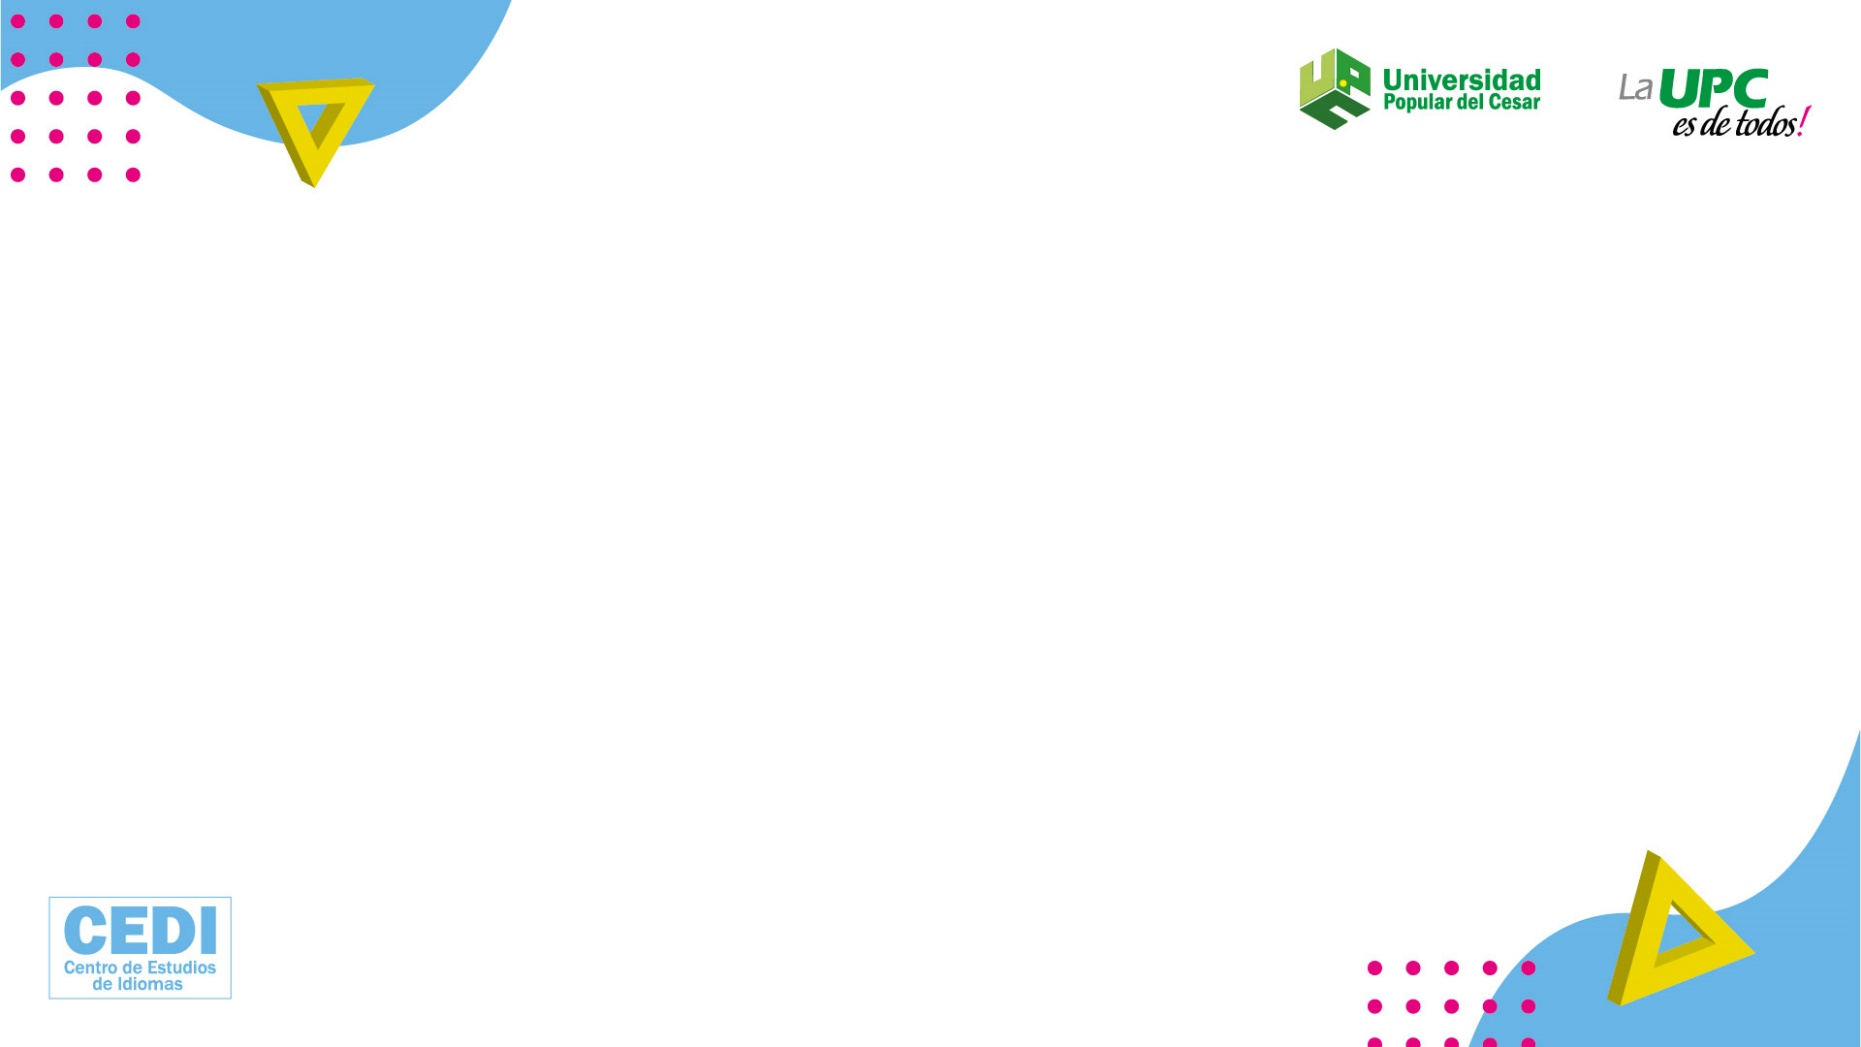 Universidad
Popular del Cesar
La UPC
es de todos!
CEDI
Centro de Estudios
de Idiomas